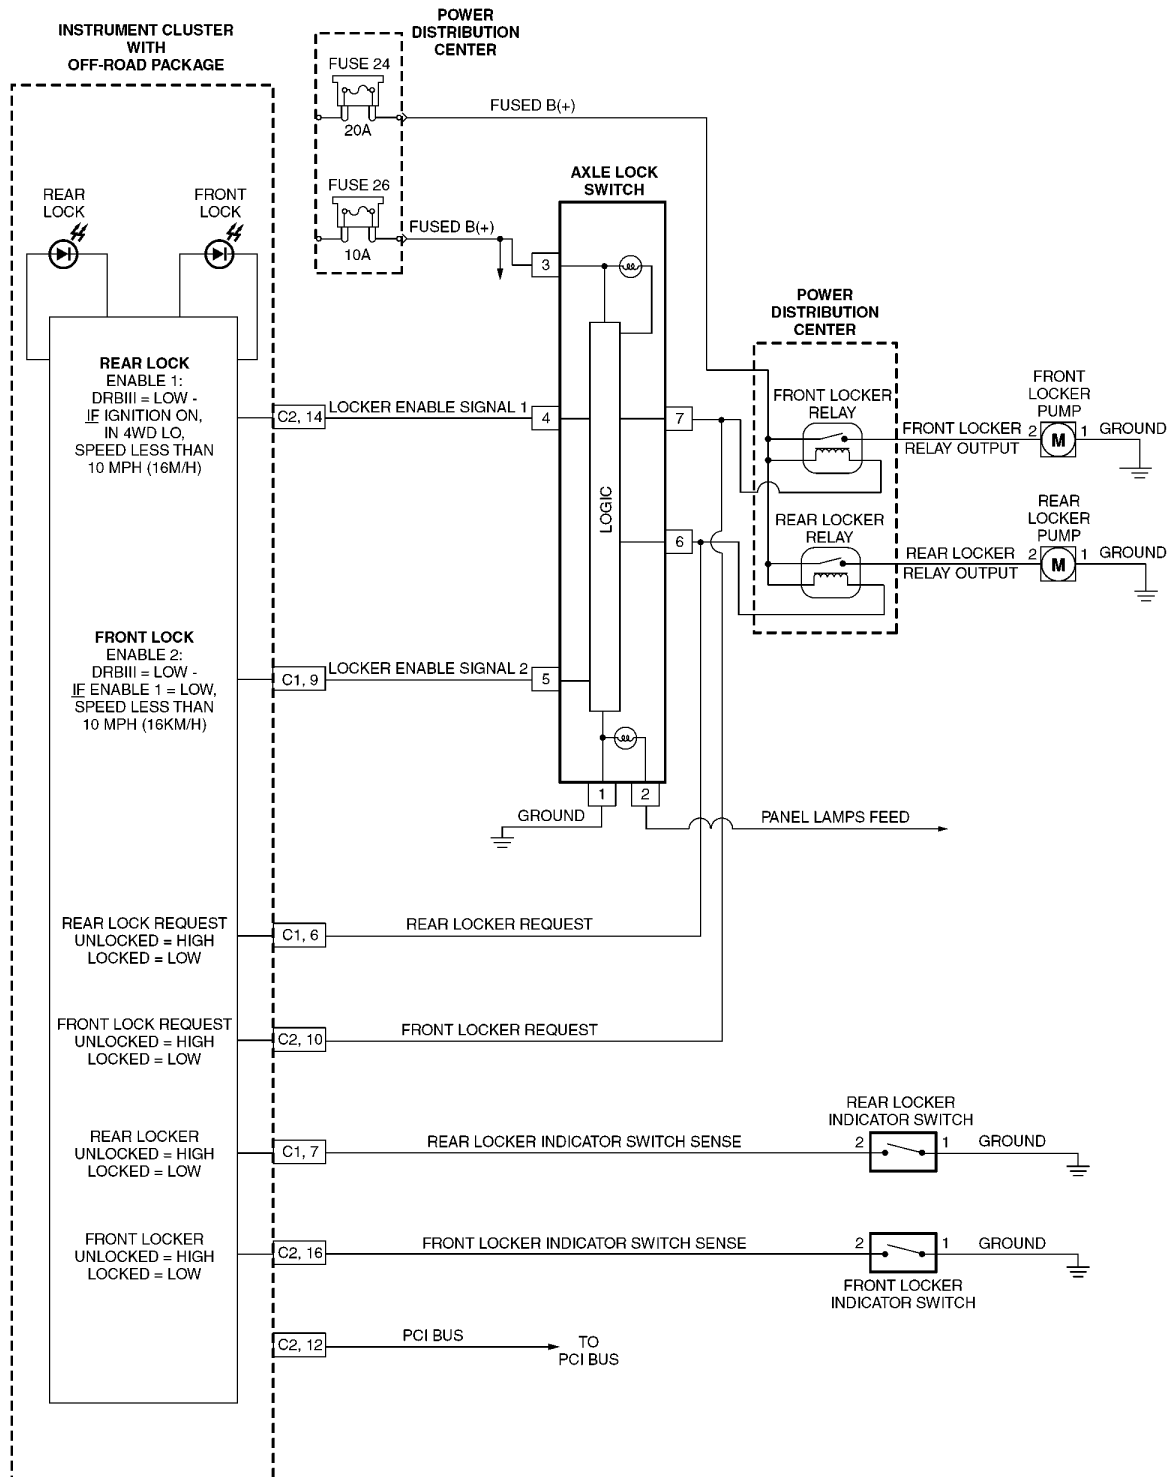 INSTRUMENT CLUSTER
WITH
OFF-ROAD PACKAGE
POWER
DISTRIBUTION
CENTER
FUSE 24
20A
FUSED B(+)
FUSE 26
10A
FUSED B(+)
AXLE LOCK
SWITCH
REAR
LOCK
FRONT
LOCK
3
POWER
DISTRIBUTION
CENTER
REAR LOCK
ENABLE 1:
DRBIII = LOW -
IF IGNITION ON,
IN 4WD LO,
SPEED LESS THAN
10 MPH (16M/H)
C2, 14
LOCKER ENABLE SIGNAL 1
4
7
FRONT LOCKER
RELAY
FRONT LOCKER
RELAY OUTPUT
FRONT
LOCKER
PUMP
2
M
1
GROUND
LOGIC
6
REAR LOCKER
RELAY
REAR LOCKER
RELAY OUTPUT
REAR
LOCKER
PUMP
2
M
1
GROUND
FRONT LOCK
ENABLE 2:
DRBIII = LOW -
IF ENABLE 1 = LOW,
SPEED LESS THAN
10 MPH (16KM/H)
C1, 9
LOCKER ENABLE SIGNAL 2
5
1
2
GROUND
PANEL LAMPS FEED
REAR LOCK REQUEST
UNLOCKED = HIGH
LOCKED = LOW
C1, 6
REAR LOCKER REQUEST
FRONT LOCK REQUEST
UNLOCKED = HIGH
LOCKED = LOW
C2, 10
FRONT LOCKER REQUEST
REAR LOCKER
UNLOCKED = HIGH
LOCKED = LOW
C1, 7
REAR LOCKER INDICATOR SWITCH SENSE
REAR LOCKER
INDICATOR SWITCH
2
1
GROUND
FRONT LOCKER
UNLOCKED = HIGH
LOCKED = LOW
C2, 16
FRONT LOCKER INDICATOR SWITCH SENSE
2
1
GROUND
FRONT LOCKER
INDICATOR SWITCH
C2, 12
PCI BUS
TO
PCI BUS